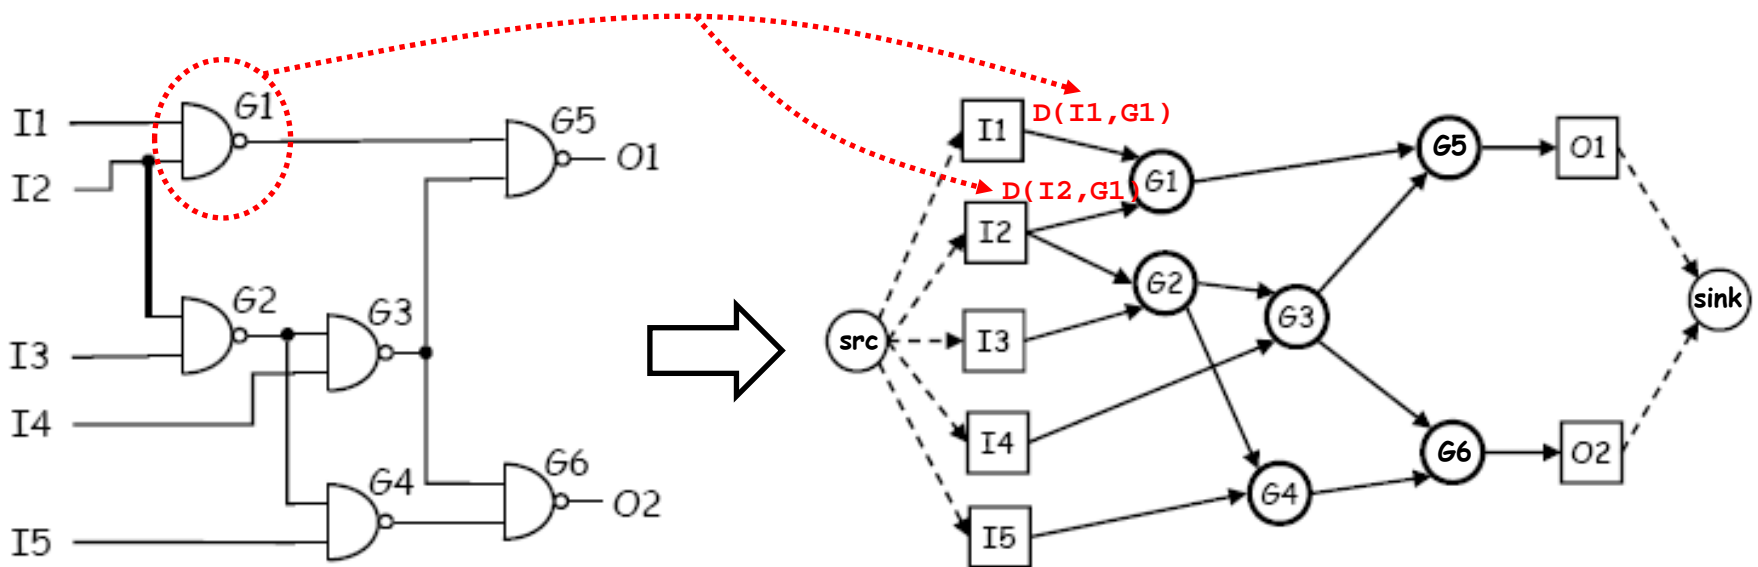 I1
G1
I2
G5
O1
G2
G3
I3
I4
G4
G6
O2
I5
I1
D(I1,G1)
D(I2,G1)
G1
G5
O1
I2
G2
G3
sink
src
I3
I4
G4
G6
O2
I5